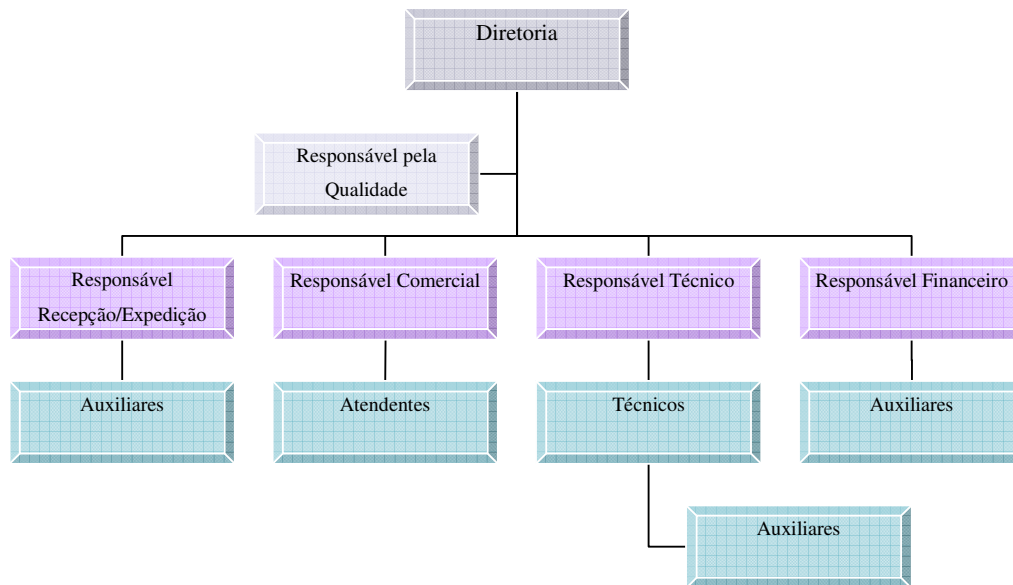 Diretoria
Responsável pela
Qualidade
Responsável
Recepção/Expedição
Responsável Comercial
Responsável Técnico
Responsável Financeiro
Auxiliares
Atendentes
Técnicos
Auxiliares
Auxiliares